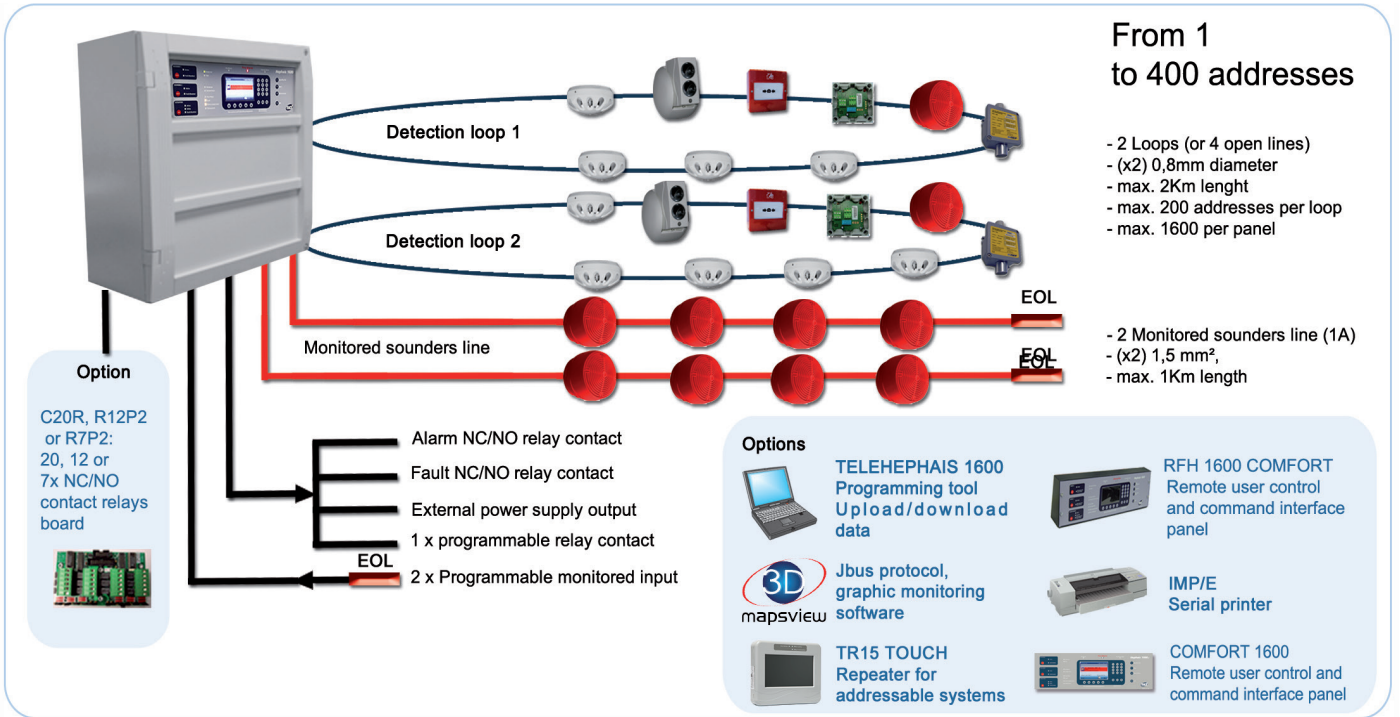 From 1
to 400 addresses
Detection loop 1
- 2 Loops (or 4 open lines)
- (x2) 0,8mm diameter
- max. 2Km lenght
- max. 200 addresses per loop
- max. 1600 per panel
Detection loop 2
EOL
Monitored sounders line
EOL
EOL
- 2 Monitored sounders line (1A)
- (x2) 1,5 mm²,
- max. 1Km length
Option
C20R, R12P2
or R7P2:
20, 12 or
7x NC/NO
contact relays
board
Alarm NC/NO relay contact
Fault NC/NO relay contact
External power supply output
1 x programmable relay contact
EOL
2 x Programmable monitored input
Options
TELEHEPHAIS 1600
Programming tool
Upload/download
data
RFH 1600 COMFORT
Remote user control
and command interface
panel
3D
mapsview
Jbus protocol,
graphic monitoring
software
IMP/E
Serial printer
TR15 TOUCH
Repeater for
addressable systems
COMFORT 1600
Remote user control and
command interface panel